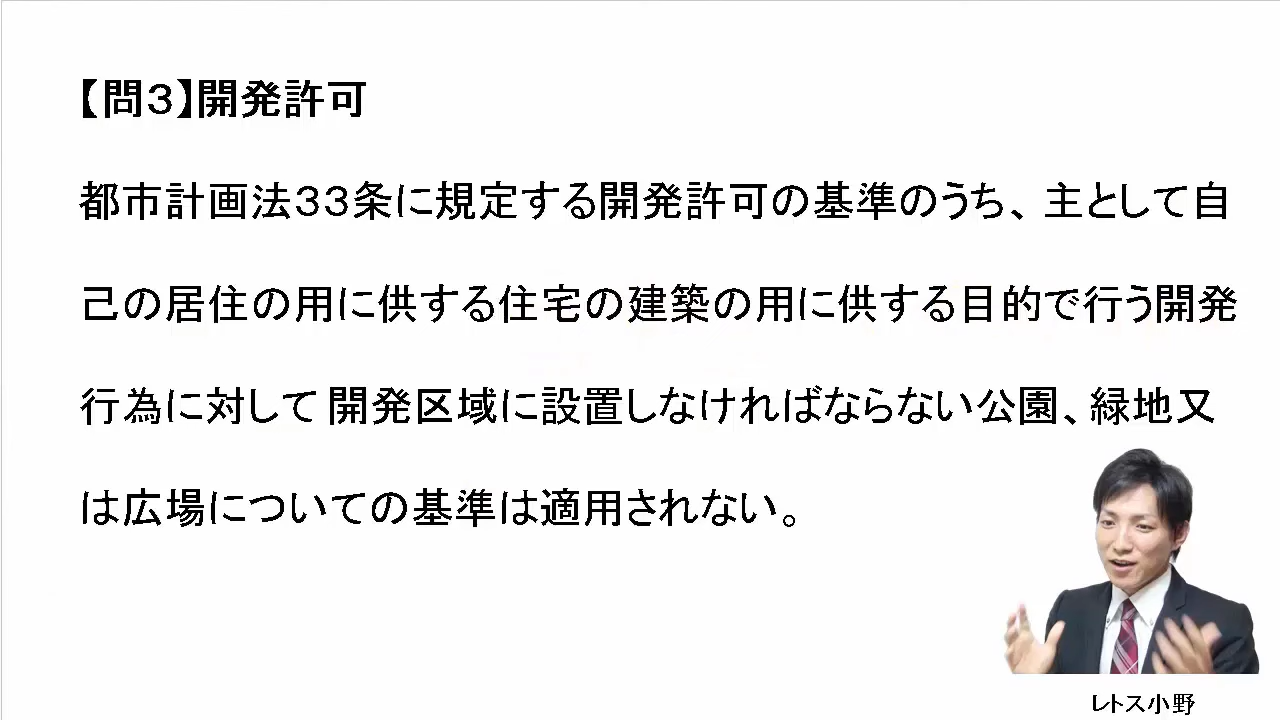 【問３】開発許可
都市計画法３３条に規定する開発許可の基準のうち、主として自
己の居住の用に供する住宅の建築の用に供する目的で行う開発
行為に対して開発区域に設置しなければならない公園、緑地又
は広場についての基準は適用されない。
レトス小野